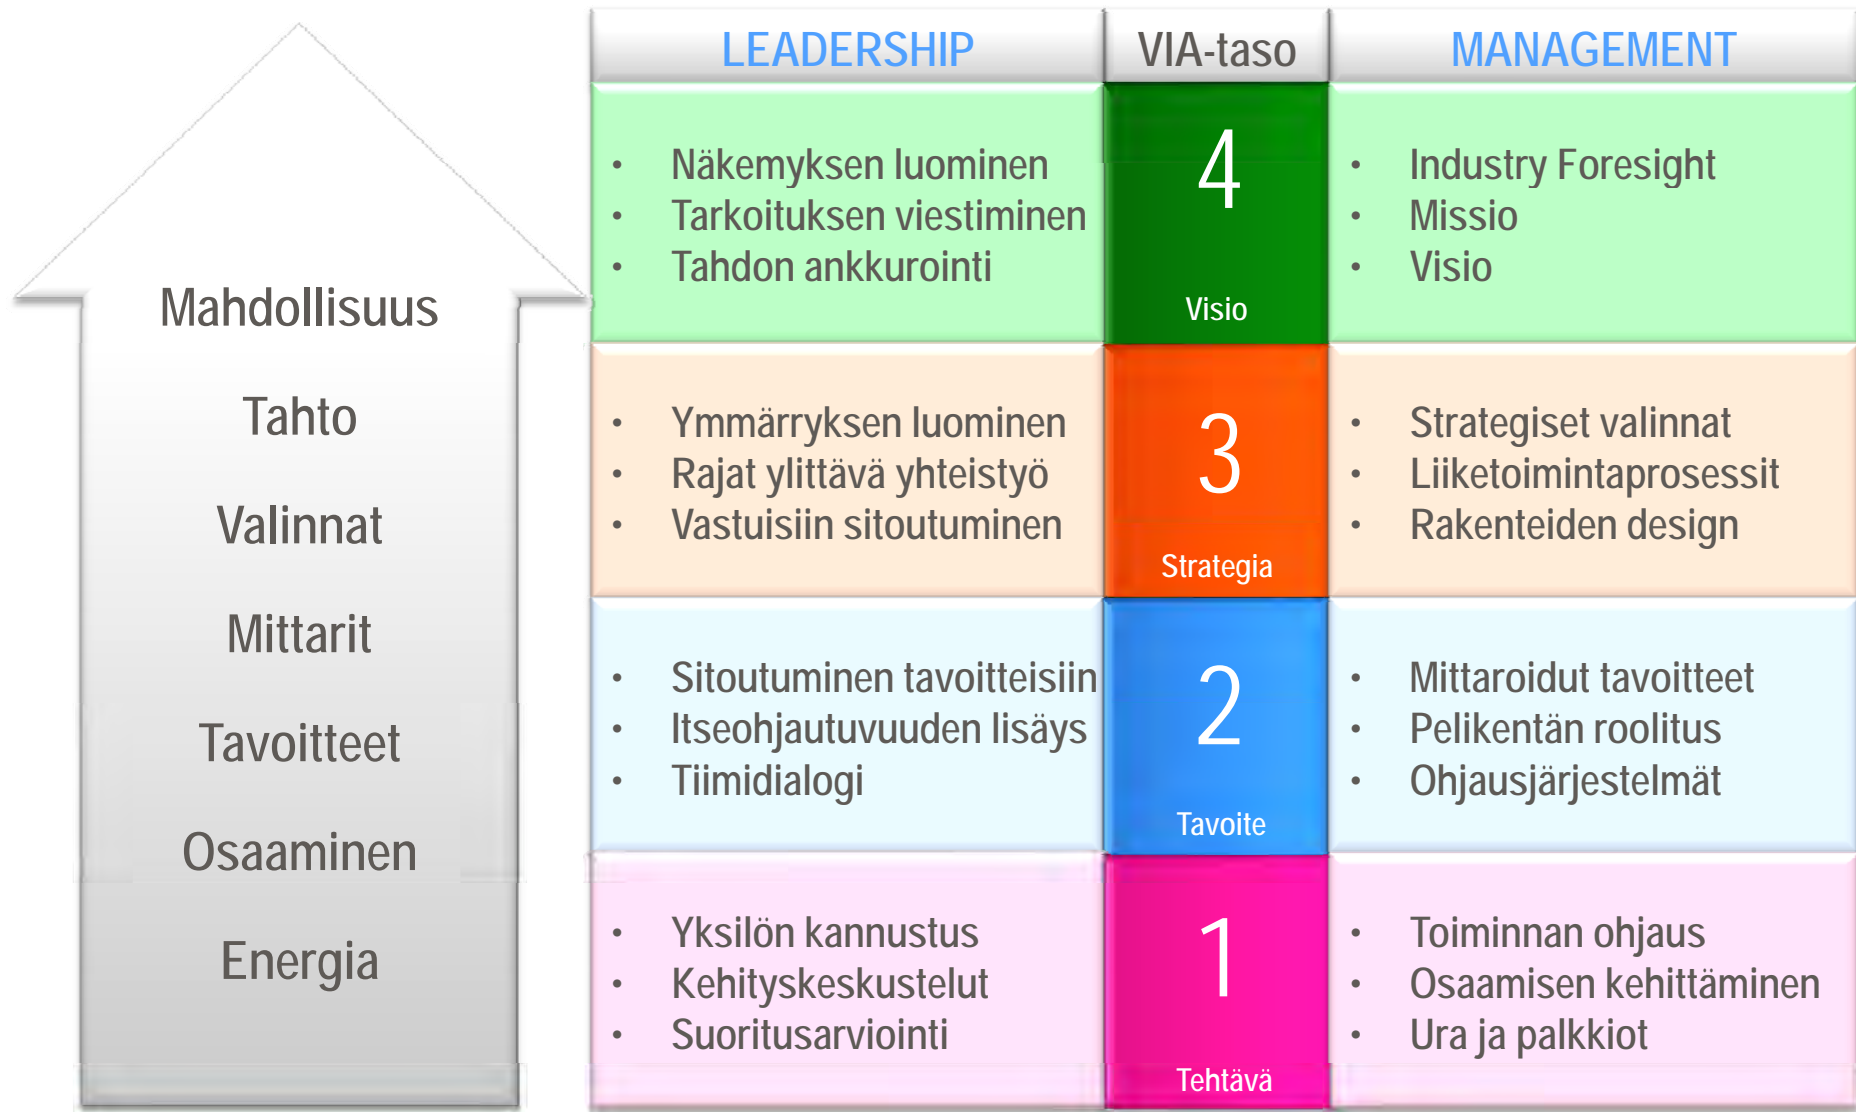 Mahdollisuus
Tahto
Valinnat
Mittarit
Tavoitteet
Osaaminen
Energia
LEADERSHIP VIA-taso MANAGEMENT
• Näkemyksen luominen
• Tarkoituksen viestiminen
• Tahdon ankkurointi
4
Visio
• Industry Foresight
• Missio
• Visio
• Ymmärryksen luominen
• Rajat ylittävä yhteistyö
• Vastuisiin sitoutuminen
3
Strategia
• Strategiset valinnat
• Liiketoimintaprosessit
• Rakenteiden design
• Sitoutuminen tavoitteisiin
• Itseohjautuvuuden lisäys
• Tiimidialogi
2
Tavoite
• Mittaroidut tavoitteet
• Pelikentän roolitus
• Ohjausjärjestelmät
• Yksilön kannustus
• Kehityskeskustelut
• Suoritusarviointi
1
Tehtävä
• Toiminnan ohjaus
• Osaamisen kehittäminen
• Ura ja palkkiot